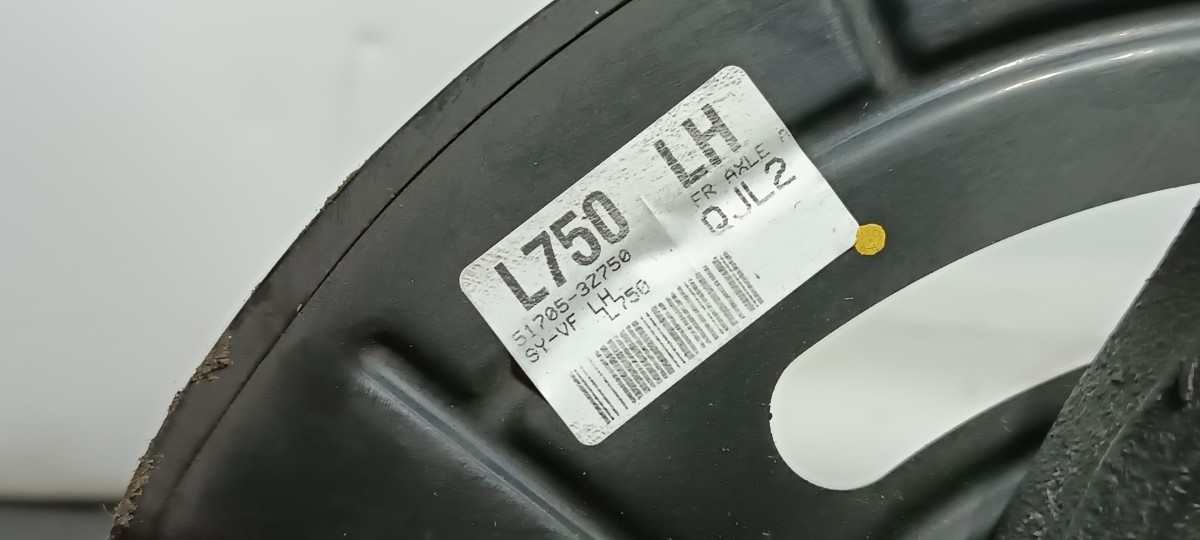 L750 LH
51705-3Z750 FR AXLE
SY-VF LH QJL2
L750